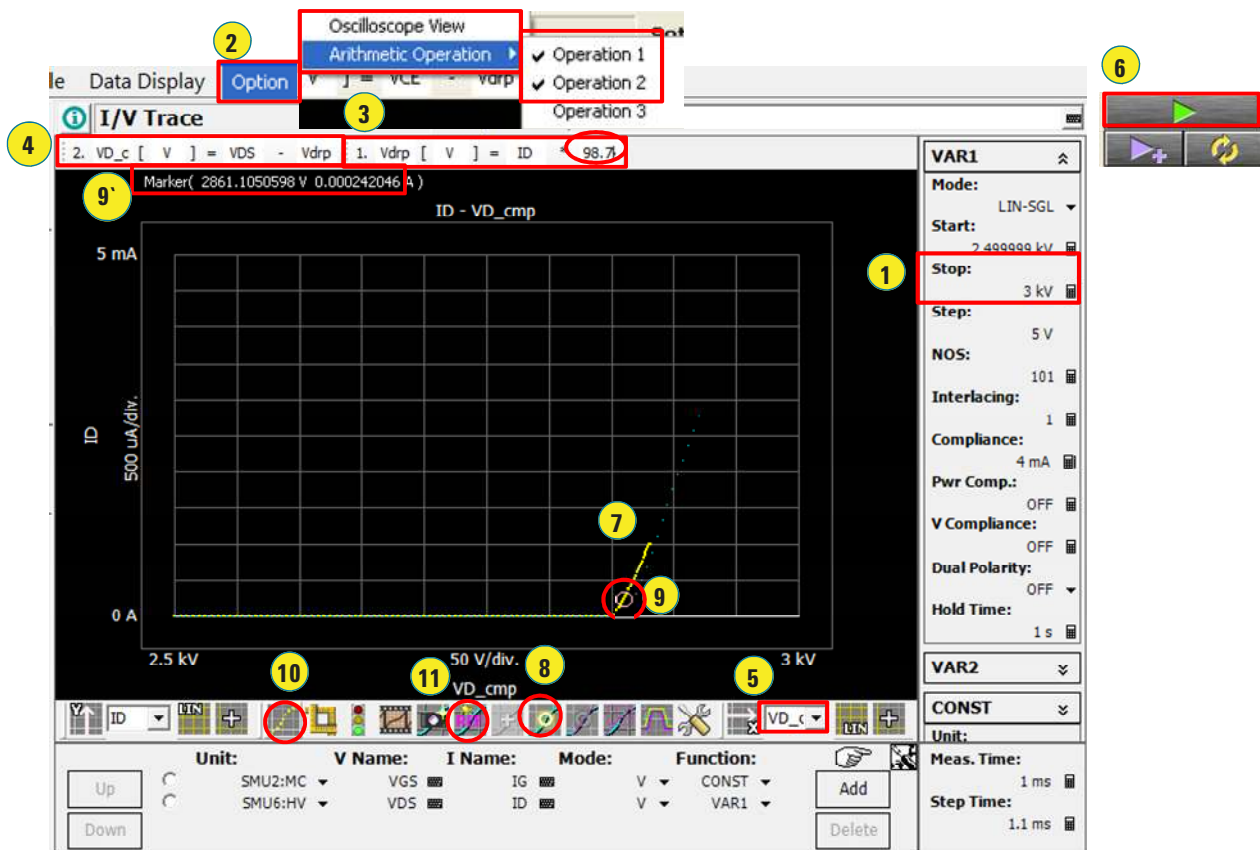 Oscilloscope View
2
Arithmetic Operation
Operation 1
6
le Data Display Option V ] = VCE - Vdrp
Operation 2
I/V Trace
3
Operation 3
4
2. VD_c [ V ] = VDS - Vdrp 1. Vdrp [ V ] = ID * 98.7
VAR1
9` Marker( 2861.1050598 V 0.000242046 A )
Mode:
LIN-SGL
ID - VD_cmp
Start:
2.499999 kV
5 mA
1
Stop:
3 kV
Step:
5 V
NOS:
101
Interlacing:
1
ID
500 uA/div.
Compliance:
4 mA
Pwr Comp.:
OFF
7
V Compliance:
OFF
9
Dual Polarity:
OFF
0 A
Hold Time:
1 s
2.5 kV 50 V/div. 3 kV
10
11
8
5
VAR2
VD_cmp
CONST
Y ID LIN X VD_c LIN
Unit:
Unit: V Name: I Name: Mode: Function:
Meas. Time:
Up SMU2:MC VGS IG V CONST Add
1 ms
SMU6:HV VDS ID V VAR1
Step Time:
Down Delete
1.1 ms